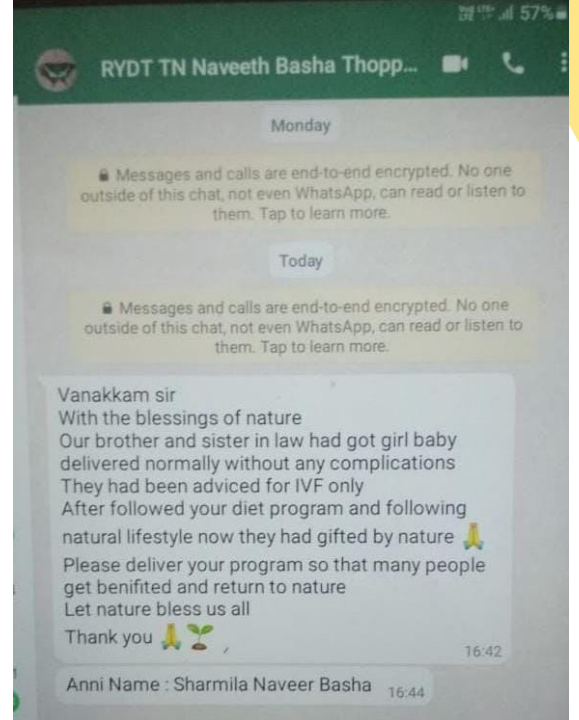 57%
RYDT TN Naveeth Basha Thopp...
Monday
Messages and calls are end-to-end encrypted. No one
outside of this chat, not even WhatsApp, can read or listen to
them. Tap to learn more.
Today
Messages and calls are end-to-end encrypted. No one
outside of this chat, not even WhatsApp, can read or listen to
them. Tap to learn more.
Vanakkam sir
With the blessings of nature
Our brother and sister in law had got girl baby
delivered normally without any complications
They had been adviced for IVF only
After followed your diet program and following
natural lifestyle now they had gifted by nature 🙏
Please deliver your program so that many people
get benifited and return to nature
Let nature bless us all
Thank you 🙏🌱
16:42
Anni Name : Sharmila Naveer Basha 16:44